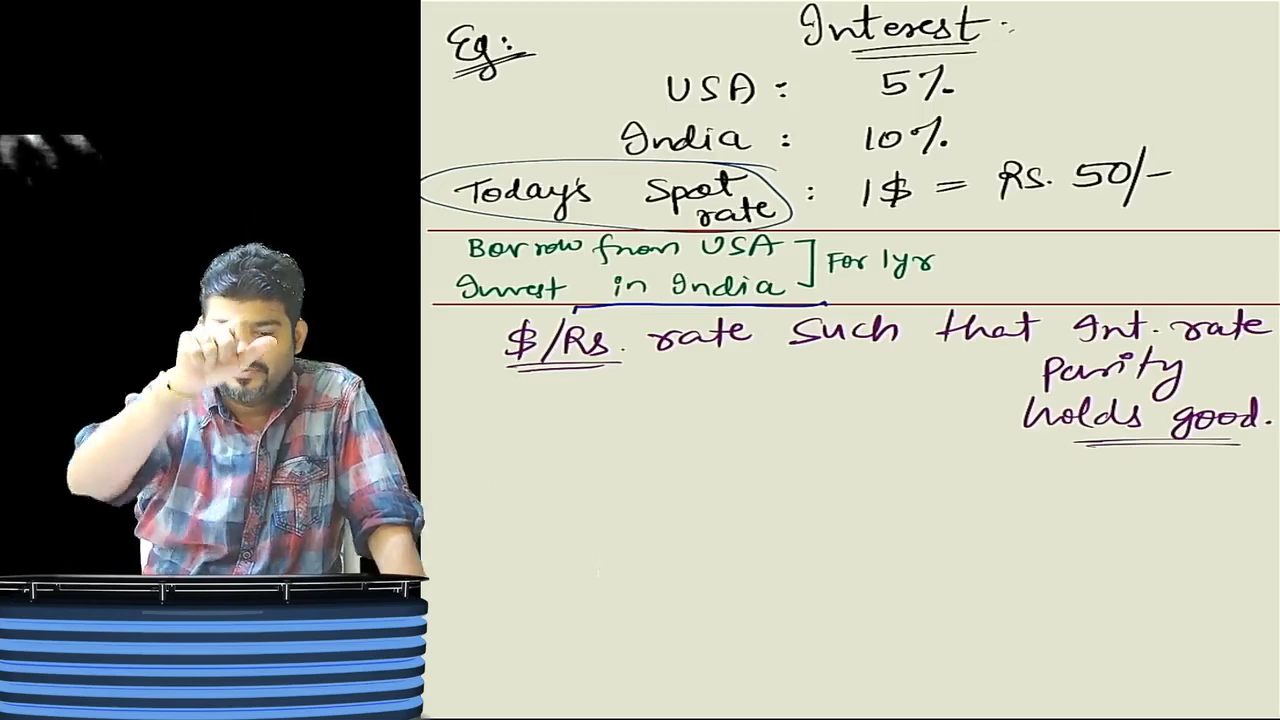 Eg:
Interest:
USA : 5%
India : 10%
Today's Spot rate : 1$ = Rs. 50/-
Borrow from USA
Invest in India
For 1yr
$/Rs. rate such that Int. rate
parity
holds good.